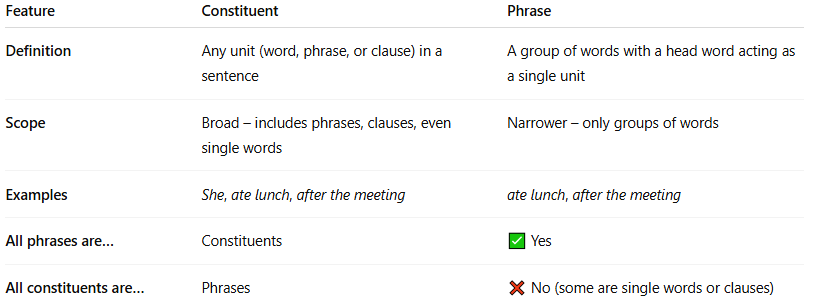 Feature Constituent Phrase
Definition Any unit (word, phrase, or clause) in a A group of words with a head word acting as
sentence a single unit
Scope Broad – includes phrases, clauses, even Narrower – only groups of words
single words
Examples She, ate lunch, after the meeting ate lunch, after the meeting
All phrases are... Constituents ✅ Yes
All constituents are... Phrases ❌ No (some are single words or clauses)